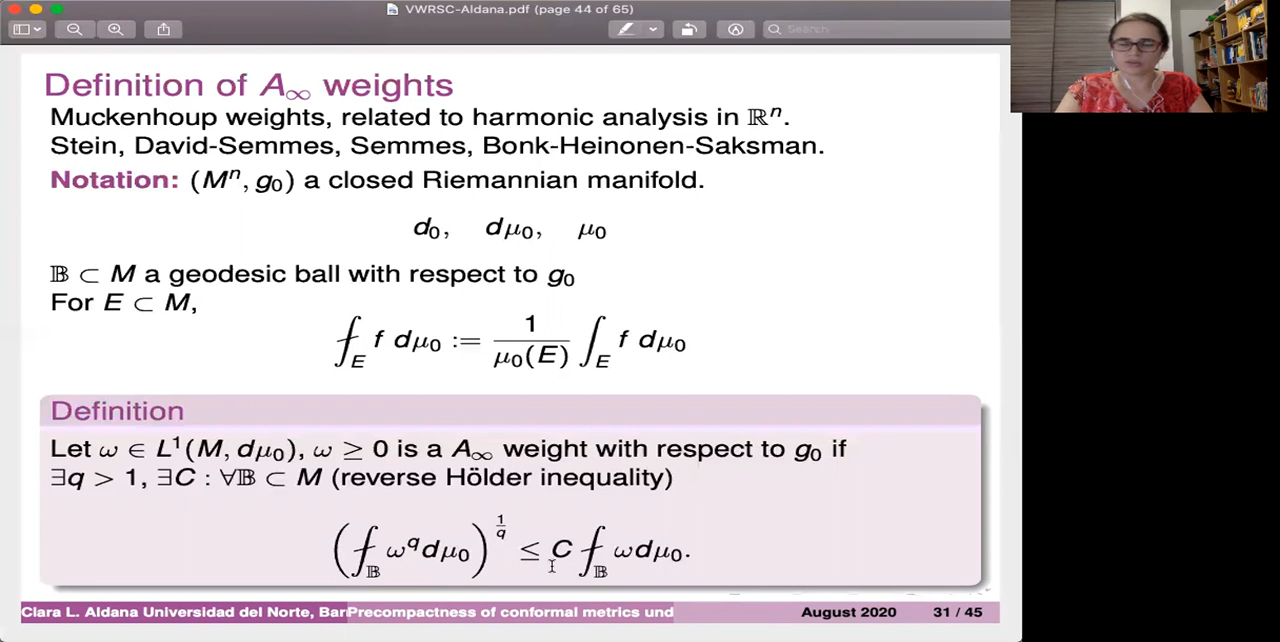 VWRSC-Aldana.pdf (page 44 of 65)
Search
Definition of A∞ weights
Muckenhoup weights, related to harmonic analysis in ℝⁿ.
Stein, David-Semmes, Semmes, Bonk-Heinonen-Saksman.
Notation: (Mⁿ, g₀) a closed Riemannian manifold.
d₀, dμ₀, μ₀
𝔹 ⊂ M a geodesic ball with respect to g₀
For E ⊂ M,
⨍_E f dμ₀ := 1/μ₀(E) ∫_E f dμ₀
Definition
Let ω ∈ L¹(M, dμ₀), ω ≥ 0 is a A∞ weight with respect to g₀ if
∃q > 1, ∃C : ∀𝔹 ⊂ M (reverse Hölder inequality)
(⨍_𝔹 ω^q dμ₀)^(1/q) ≤ C ⨍_𝔹 ωdμ₀.
Clara L. Aldana Universidad del Norte, BarPrecompactness of conformal metrics und August 2020 31 / 45